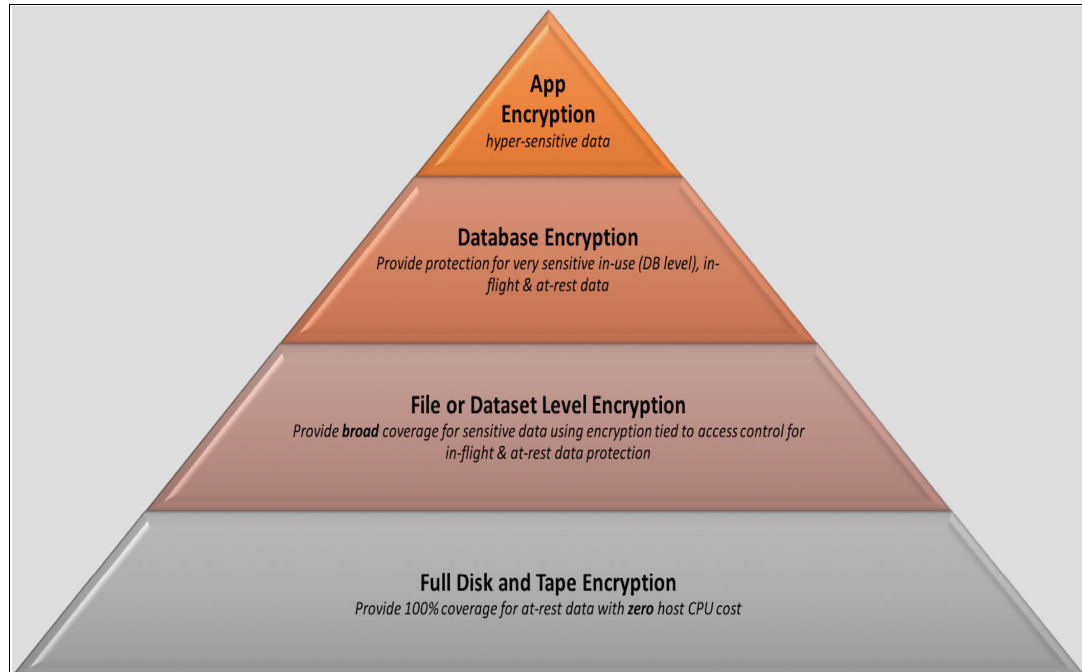 App
Encryption
hyper-sensitive data
Database Encryption
Provide protection for very sensitive in-use (DB level), in-
flight & at-rest data
File or Dataset Level Encryption
Provide broad coverage for sensitive data using encryption tied to access control for
in-flight & at-rest data protection
Full Disk and Tape Encryption
Provide 100% coverage for at-rest data with zero host CPU cost